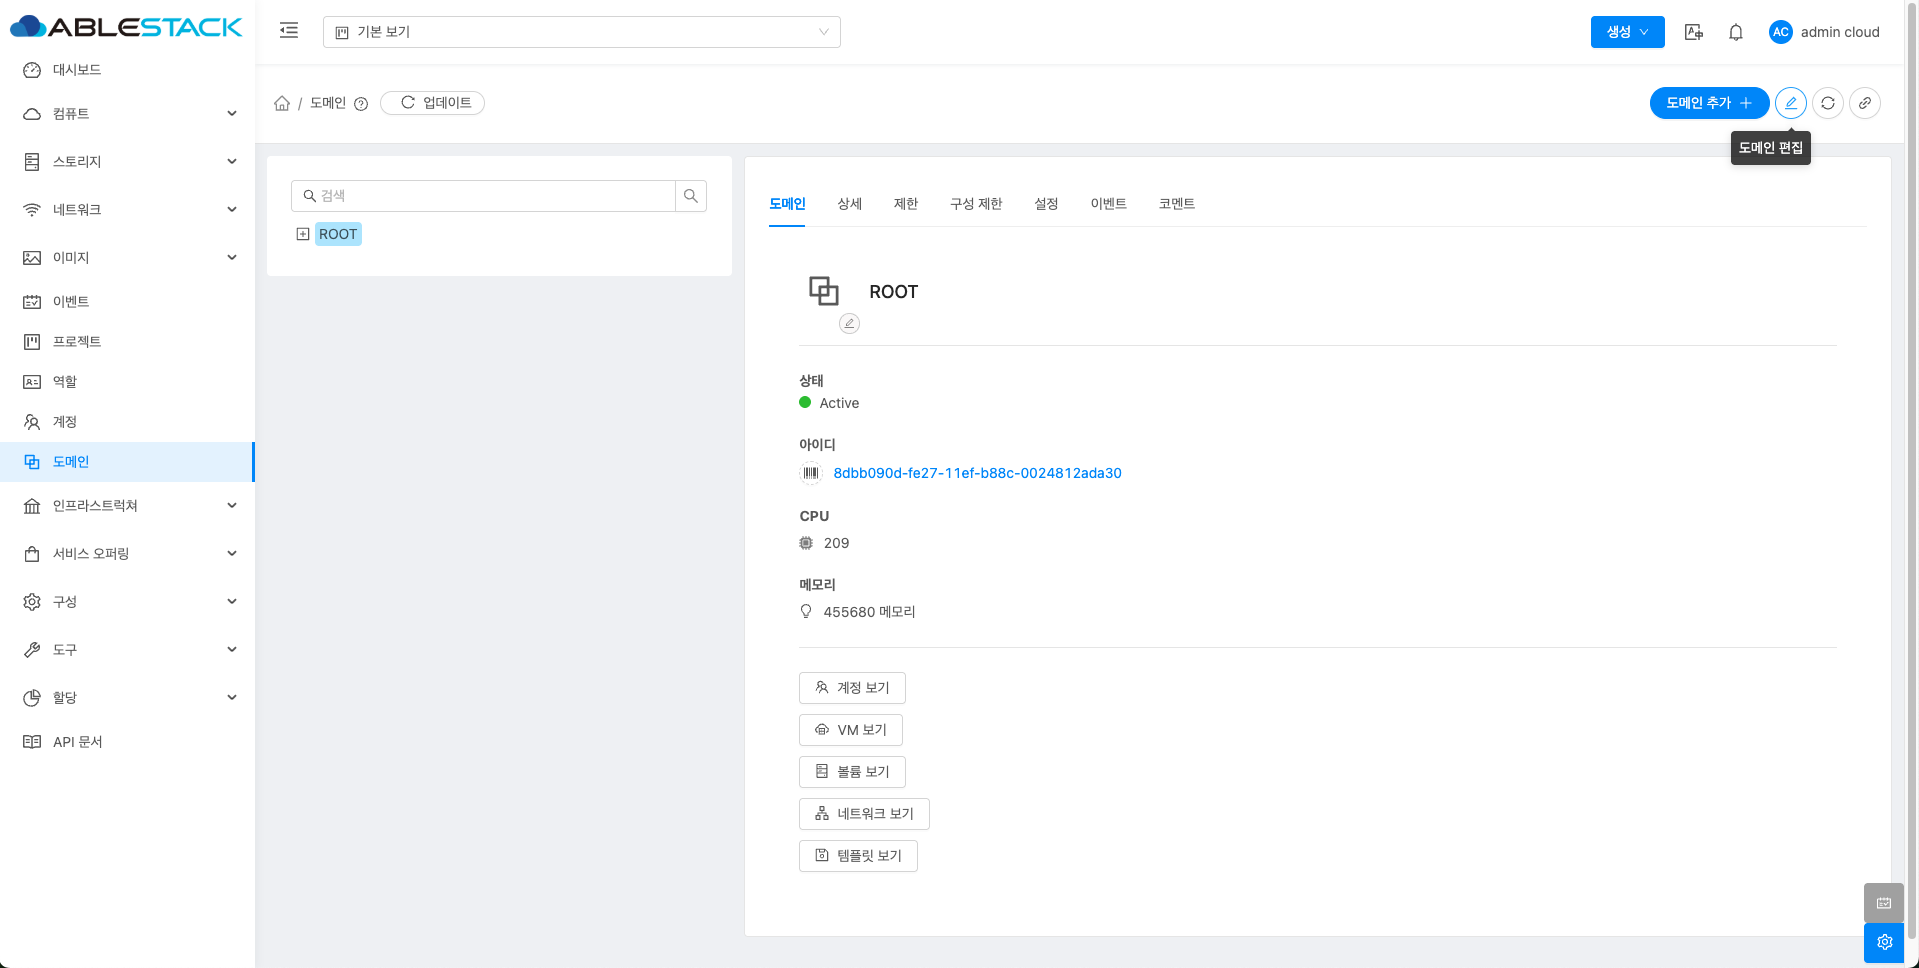 ABLESTACK
기본 보기
생성
AC
admin cloud
대시보드
컴퓨트
스토리지
네트워크
이미지
이벤트
프로젝트
역할
계정
도메인
인프라스트럭쳐
서비스 오퍼링
구성
도구
할당
API 문서
/ 도메인
업데이트
도메인 추가
도메인 편집
검색
ROOT
도메인
상세
제한
구성 제한
설정
이벤트
코멘트
ROOT
상태
Active
아이디
8dbb090d-fe27-11ef-b88c-0024812ada30
CPU
209
메모리
455680 메모리
계정 보기
VM 보기
볼륨 보기
네트워크 보기
템플릿 보기